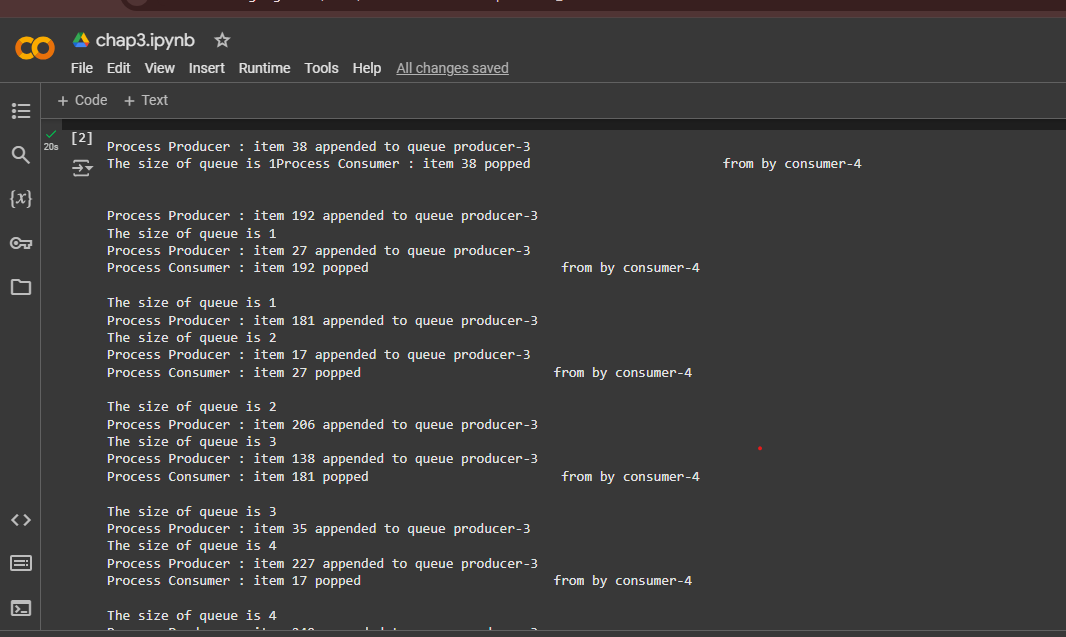 chap3.ipynb
File Edit View Insert Runtime Tools Help All changes saved
+ Code + Text
20s
[2]
Process Producer : item 38 appended to queue producer-3
The size of queue is 1Process Consumer : item 38 popped from by consumer-4
Process Producer : item 192 appended to queue producer-3
The size of queue is 1
Process Producer : item 27 appended to queue producer-3
Process Consumer : item 192 popped from by consumer-4
The size of queue is 1
Process Producer : item 181 appended to queue producer-3
The size of queue is 2
Process Producer : item 17 appended to queue producer-3
Process Consumer : item 27 popped from by consumer-4
The size of queue is 2
Process Producer : item 206 appended to queue producer-3
The size of queue is 3
Process Producer : item 138 appended to queue producer-3
Process Consumer : item 181 popped from by consumer-4
The size of queue is 3
Process Producer : item 35 appended to queue producer-3
The size of queue is 4
Process Producer : item 227 appended to queue producer-3
Process Consumer : item 17 popped from by consumer-4
The size of queue is 4